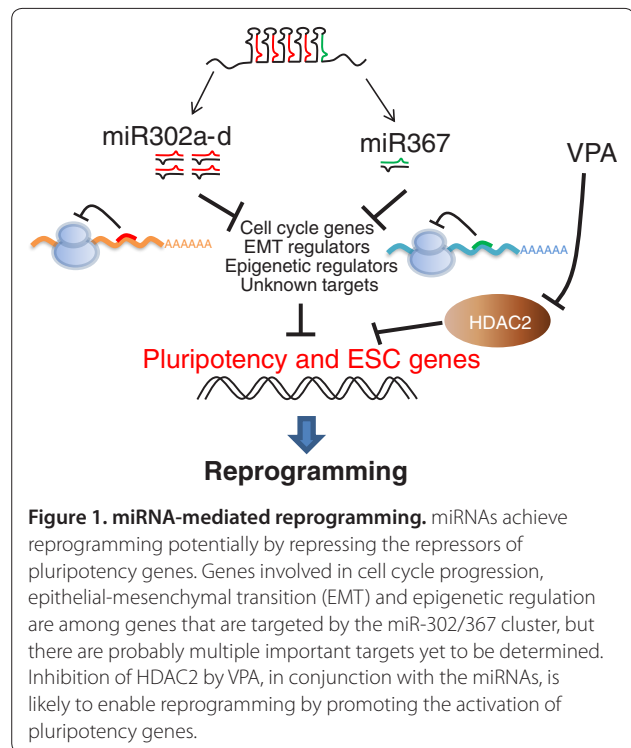 miR302a-d
miR367
VPA
Cell cycle genes
EMT regulators
Epigenetic regulators
Unknown targets
AAAAAA
AAAAAA
HDAC2
Pluripotency and ESC genes
Reprogramming
Figure 1. miRNA-mediated reprogramming. miRNAs achieve
reprogramming potentially by repressing the repressors of
pluripotency genes. Genes involved in cell cycle progression,
epithelial-mesenchymal transition (EMT) and epigenetic regulation
are among genes that are targeted by the miR-302/367 cluster, but
there are probably multiple important targets yet to be determined.
Inhibition of HDAC2 by VPA, in conjunction with the miRNAs, is
likely to enable reprogramming by promoting the activation of
pluripotency genes.